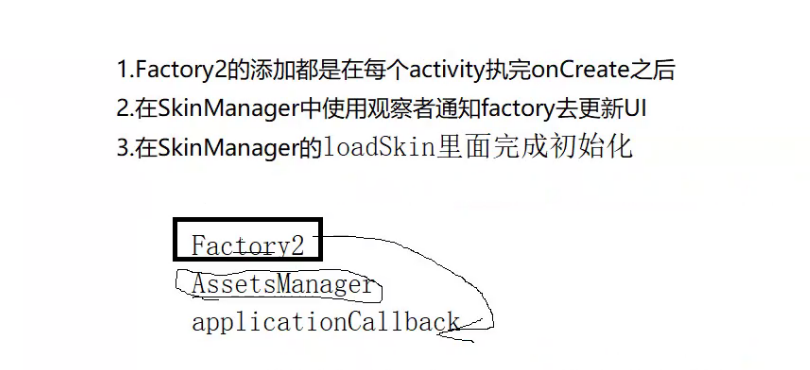 1.Factory2的添加都是在每个activity执完onCreate之后
2.在SkinManager中使用观察者通知factory去更新UI
3.在SkinManager的loadSkin里面完成初始化
Factory2
AssetsManager
applicationCallback